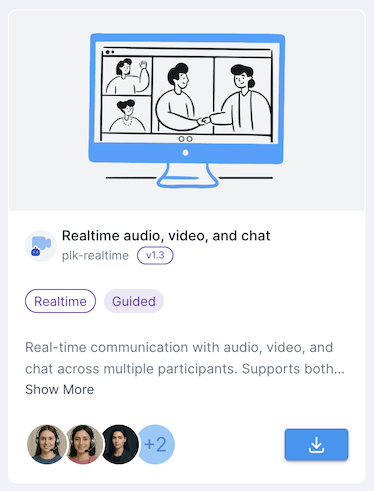 Realtime audio, video, and chat
plk-realtime v1.3
Realtime Guided
Real-time communication with audio, video, and
chat across multiple participants. Supports both...
Show More
+2